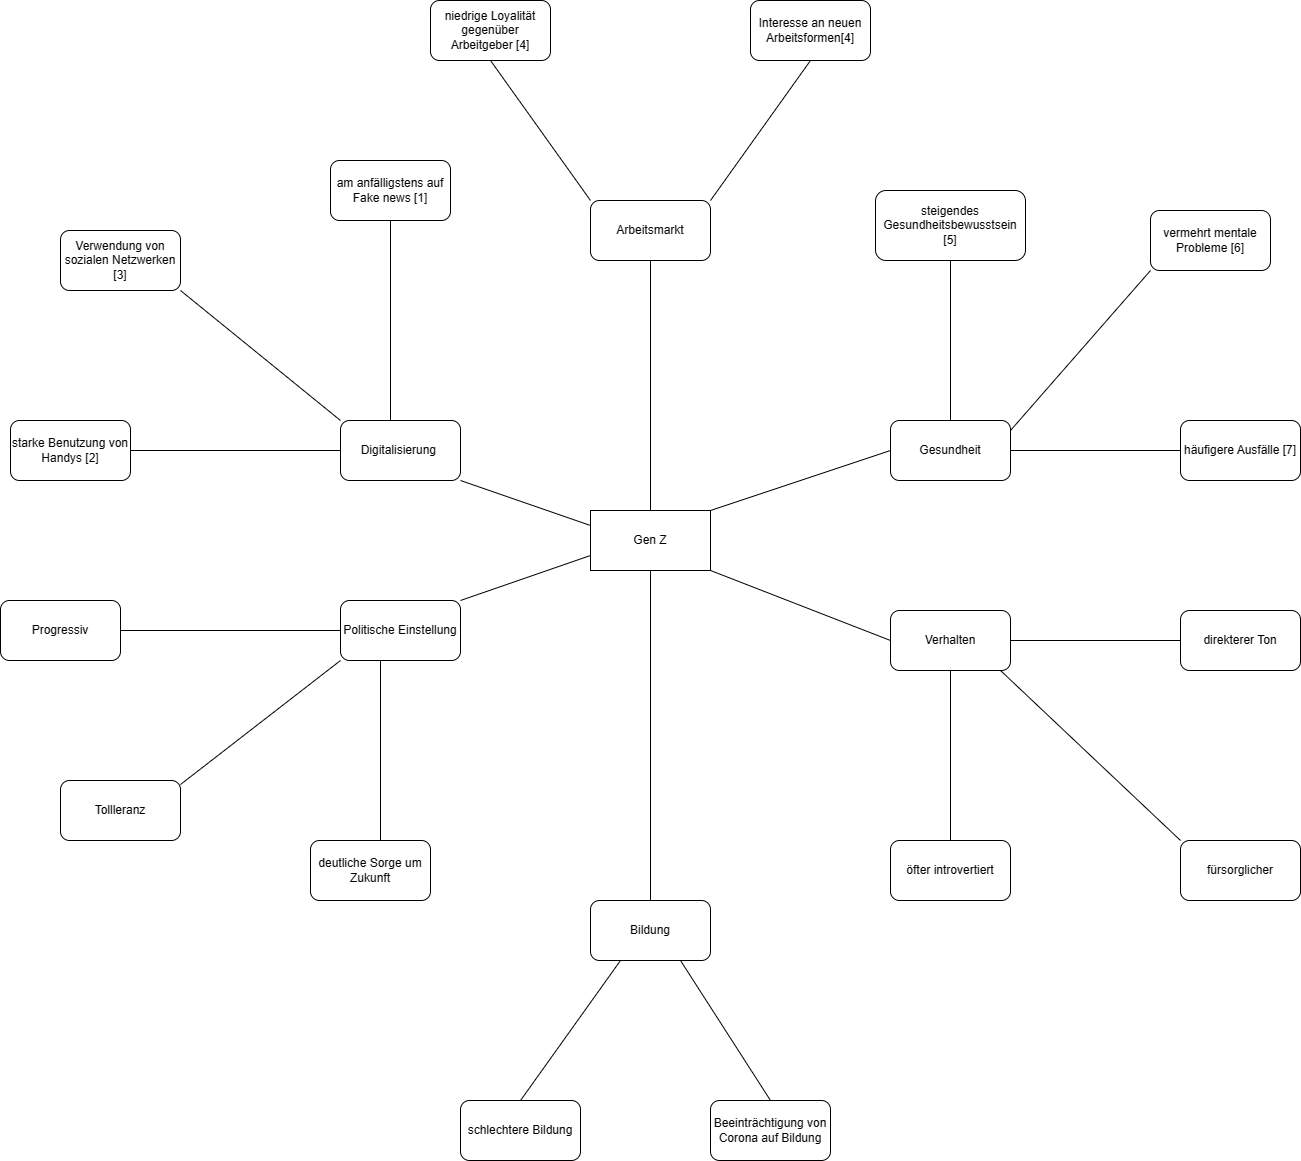 niedrige Loyalität
gegenüber
Arbeitgeber [4]
Interesse an neuen
Arbeitsformen[4]
am anfälligstens auf
Fake news [1]
Arbeitsmarkt
steigendes
Gesundheitsbewusstsein
[5]
vermehrt mentale
Probleme [6]
Verwendung von
sozialen Netzwerken
[3]
starke Benutzung von
Handys [2]
Digitalisierung
Gesundheit
häufigere Ausfälle [7]
Gen Z
Progressiv
Politische Einstellung
Verhalten
direkterer Ton
Tollleranz
deutliche Sorge um
Zukunft
öfter introvertiert
fürsorglicher
Bildung
schlechtere Bildung
Beeinträchtigung von
Corona auf Bildung